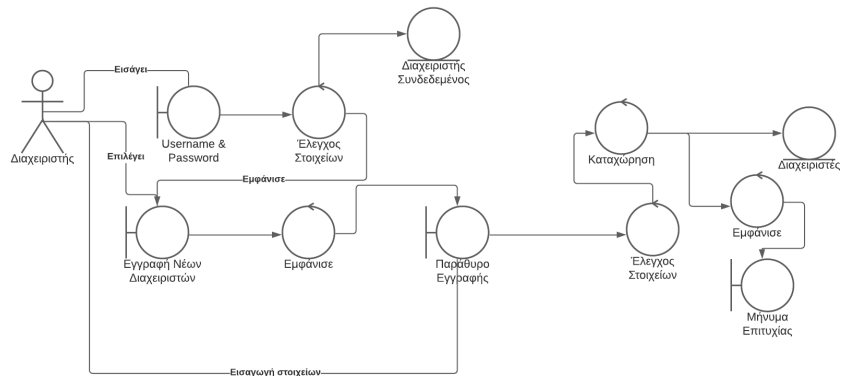 Διαχειριστής
Συνδεδεμένος
Εισάγει
Username &
Password
Έλεγχος
Στοιχείων
Διαχειριστής
Επιλέγει
Εμφάνισε
Καταχώρηση
Διαχειριστές
Εγγραφή Νέων
Διαχειριστών
Εμφάνισε
Παράθυρο
Εγγραφής
Έλεγχος
Στοιχείων
Εμφάνισε
Μήνυμα
Επιτυχίας
Εισαγωγή στοιχείων